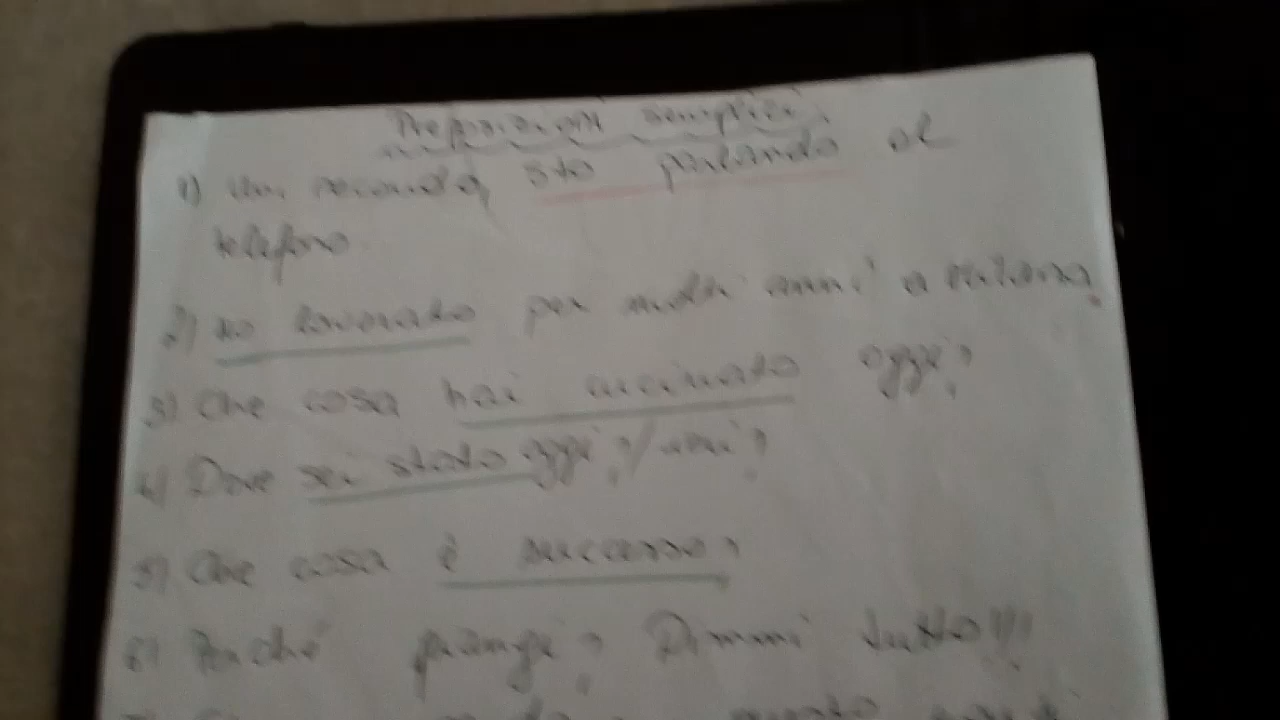 Preposizioni semplici.
1) Un secondo, sto parlando al
telefono.
2) Ho lavorato per molti anni a Milano.
3) Che cosa hai cucinato oggi?
4) Dove sei stato oggi?/
5) Che cosa è successo?
6) Perché piangi? Dimmi tutto!!!